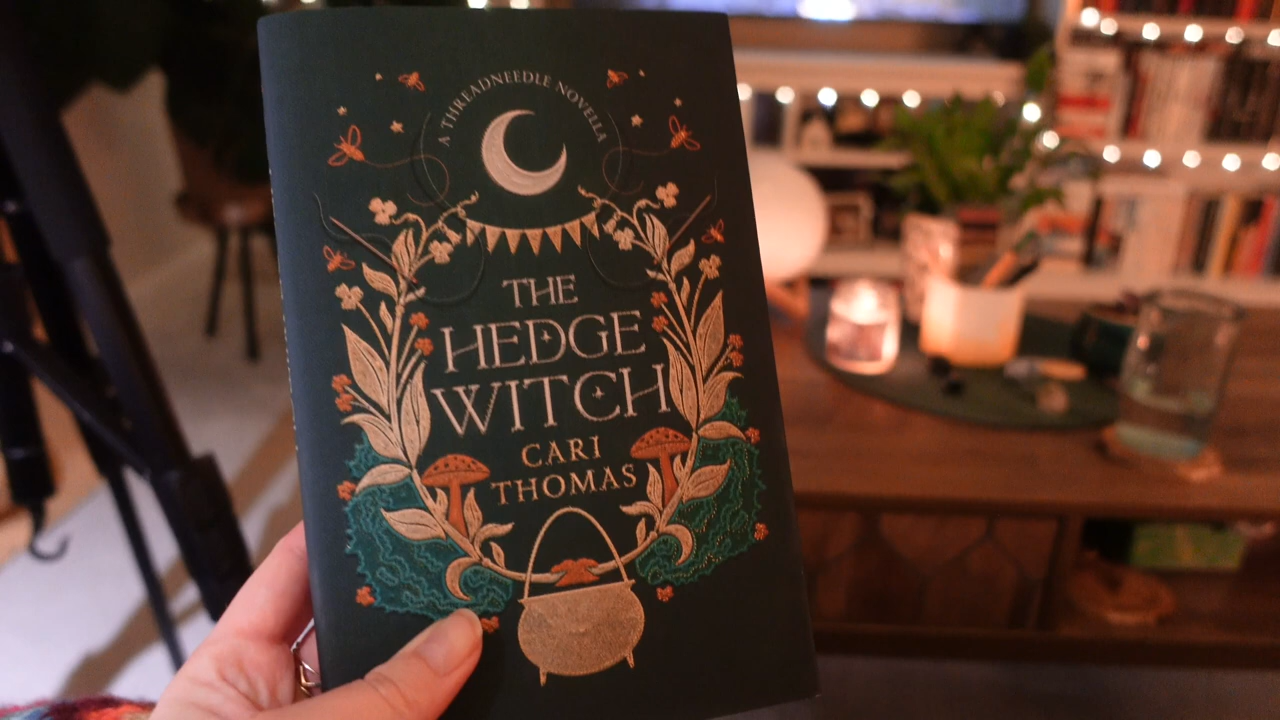 A THREADNEEDLE NOVELLA
THE
HEDGE
WITCH
CARI
THOMAS